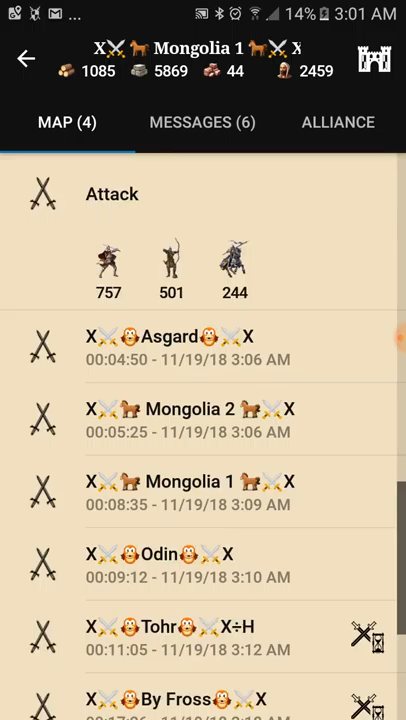 14% 3:01 AM
X⚔️🐎 Mongolia 1 🐎⚔️ X
1085 5869 44 2459
MAP (4) MESSAGES (6) ALLIANCE
Attack
757 501 244
X⚔️🐵Asgard🐵⚔️X
00:04:50 - 11/19/18 3:06 AM
X⚔️🐎 Mongolia 2 🐎⚔️X
00:05:25 - 11/19/18 3:06 AM
X⚔️🐎 Mongolia 1 🐎⚔️X
00:08:35 - 11/19/18 3:09 AM
X⚔️🐵Odin🐵⚔️X
00:09:12 - 11/19/18 3:10 AM
X⚔️🐵Tohr🐵⚔️X÷H
00:11:05 - 11/19/18 3:12 AM
X⚔️🐵By Fross🐵⚔️X